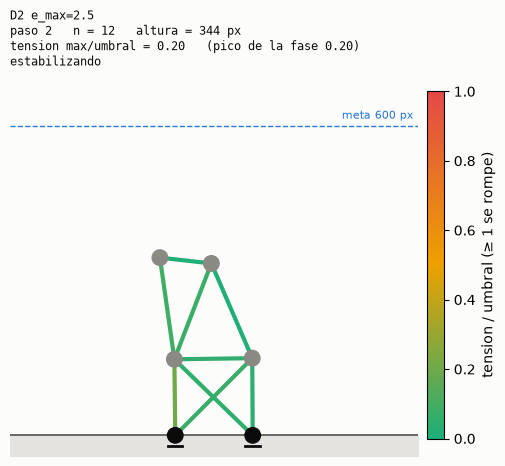 D2 e_max=2.5
paso 2   n = 12   altura = 344 px
tension max/umbral = 0.20   (pico de la fase 0.20)
estabilizando
meta 600 px
1.0
0.8
0.6
0.4
0.2
0.0
tension / umbral (≥ 1 se rompe)